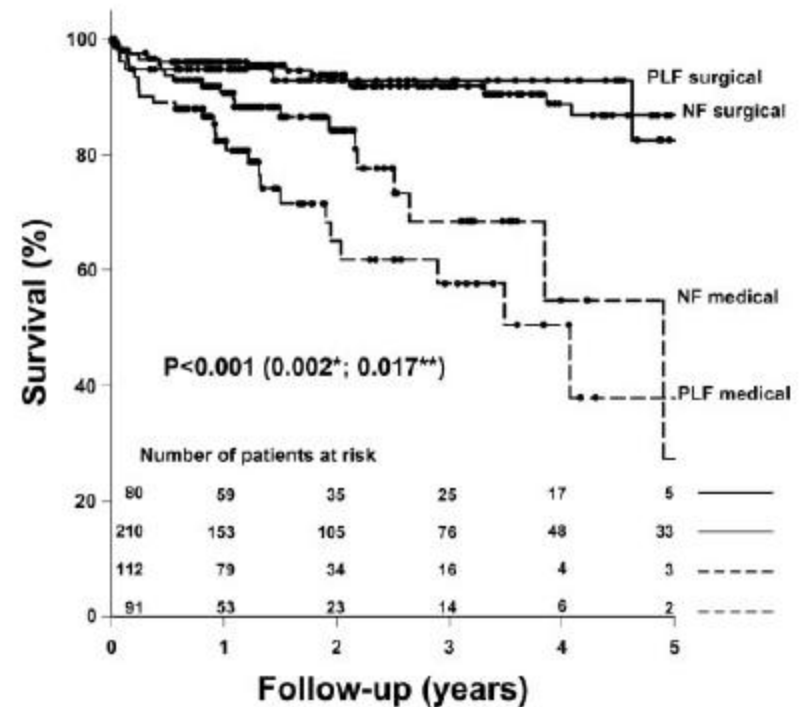 100
80
60
40
20
0
Survival (%)
PLF surgical
NF surgical
NF medical
PLF medical
P<0.001 (0.002*; 0.017**)
Number of patients at risk
80 59 35 25 17 5
210 153 105 76 48 33
112 79 34 16 4 3
91 53 23 14 6 2
0 1 2 3 4 5
Follow-up (years)